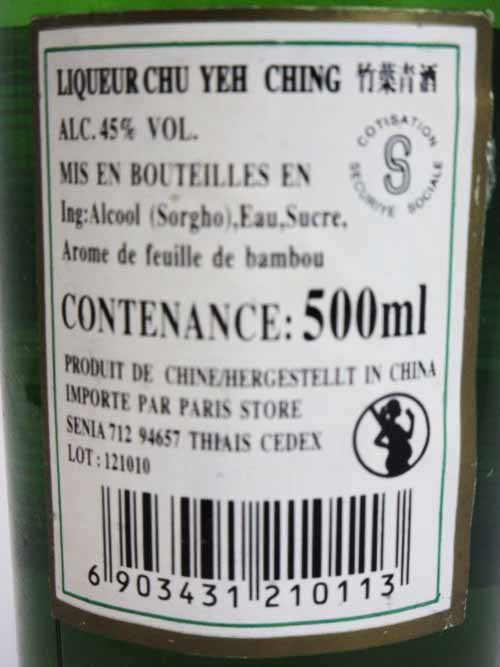 LIQUEUR CHU YEH CHING 竹葉青酒
ALC. 45% VOL.
COTISATION
S
SECURIYE SOCIALE
MIS EN BOUTEILLES EN
Ing:Alcool (Sorgho),Eau,Sucre,
Arome de feuille de bambou
CONTENANCE: 500ml
PRODUIT DE CHINE/HERGESTELLT IN CHINA
IMPORTE PAR PARIS STORE
SENIA 712 94657 THIAIS CEDEX
LOT : 121010
6 903431 210113